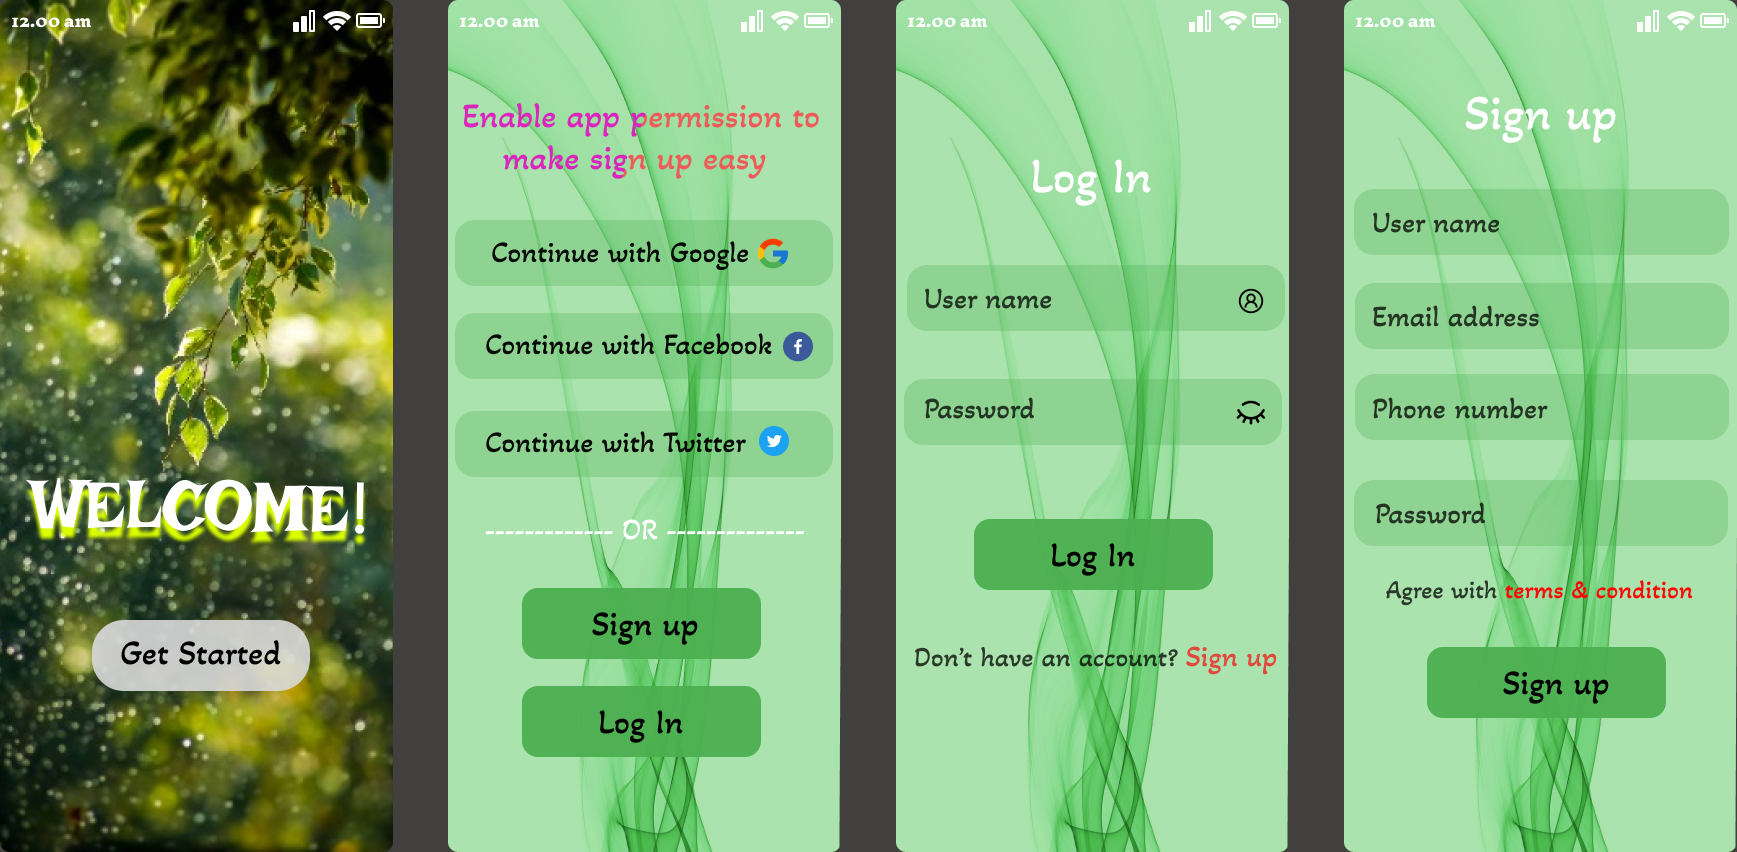 12.00 am
WELCOME!
Get Started
12.00 am
Enable app permission to
make sign up easy
Continue with Google
Continue with Facebook
Continue with Twitter
------------- OR --------------
Sign up
Log In
12.00 am
Log In
User name
Password
Log In
Don't have an account? Sign up
12.00 am
Sign up
User name
Email address
Phone number
Password
Agree with terms & condition
Sign up